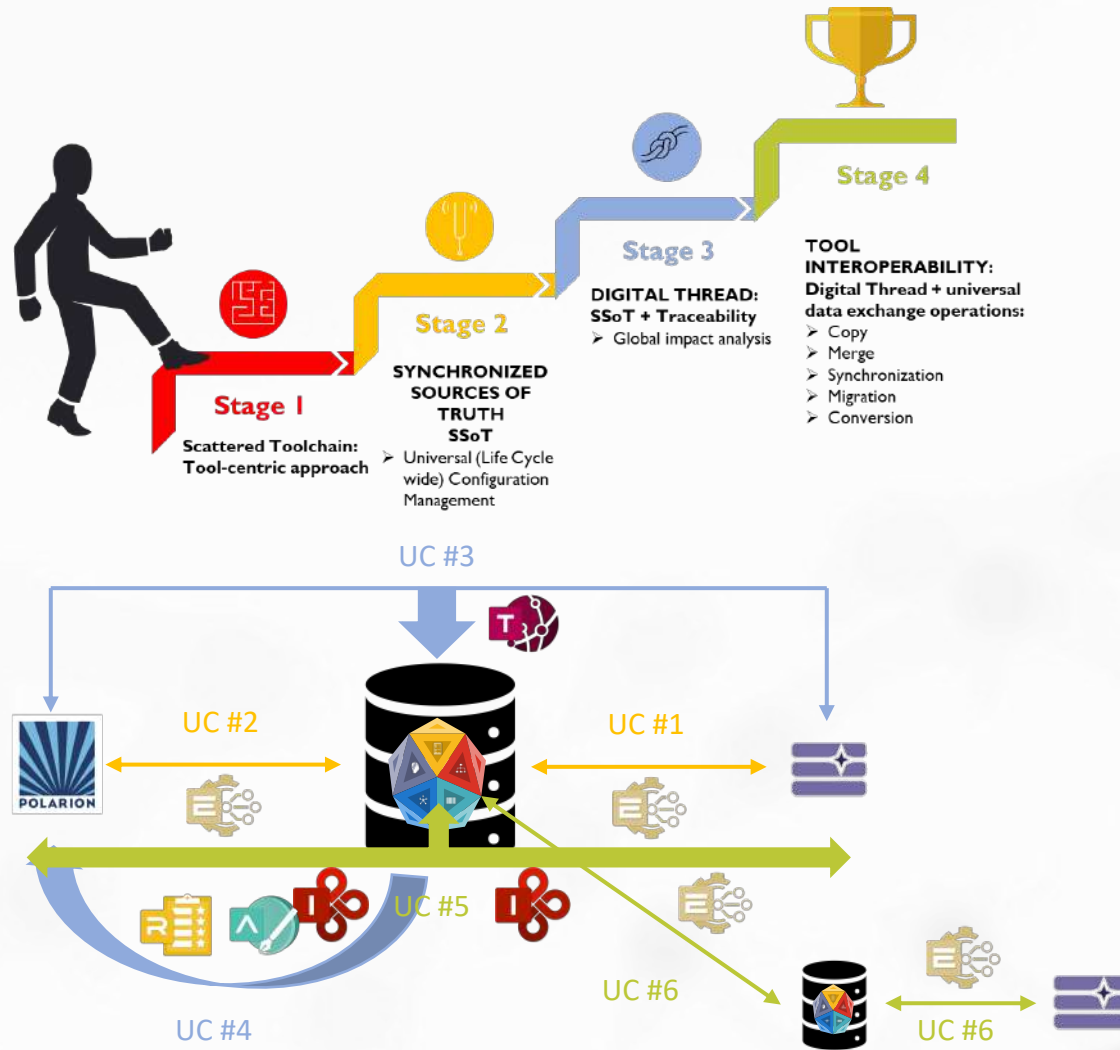 Stage 4
Stage 3
TOOL
INTEROPERABILITY:
Digital Thread + universal
data exchange operations:
➢ Copy
➢ Merge
➢ Synchronization
➢ Migration
➢ Conversion
DIGITAL THREAD:
SSoT + Traceability
➢ Global impact analysis
Stage 2
SYNCHRONIZED
SOURCES OF
TRUTH
SSoT
➢ Universal (Life Cycle
wide) Configuration
Management
Stage 1
Scattered Toolchain:
Tool-centric approach
UC #3
T
UC #2
UC #1
POLARION
E
E
R
I
UC #5
I
E
E
UC #6
UC #6
UC #4